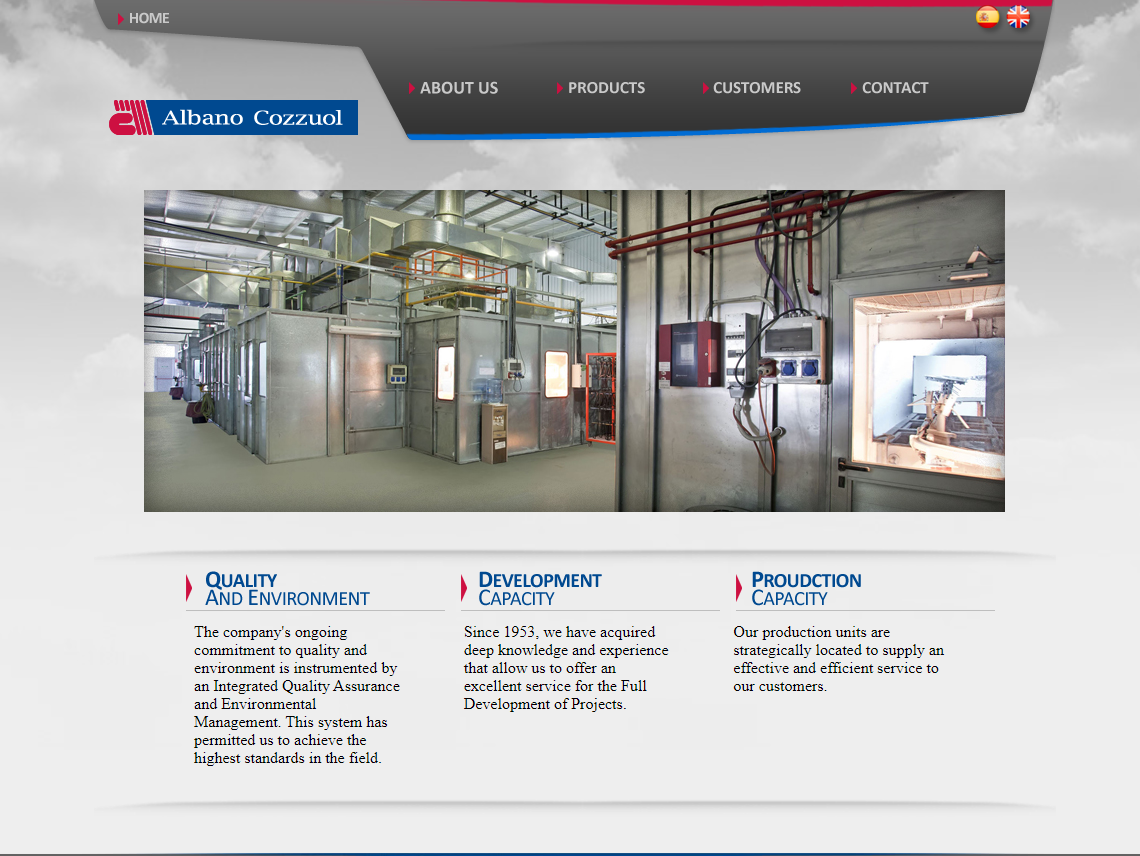 HOME
ABOUT US
PRODUCTS
CUSTOMERS
CONTACT
Albano Cozzuol
QUALITY
AND ENVIRONMENT
The company's ongoing
commitment to quality and
environment is instrumented by
an Integrated Quality Assurance
and Environmental
Management. This system has
permitted us to achieve the
highest standards in the field.
DEVELOPMENT
CAPACITY
Since 1953, we have acquired
deep knowledge and experience
that allow us to offer an
excellent service for the Full
Development of Projects.
PROUDCTION
CAPACITY
Our production units are
strategically located to supply an
effective and efficient service to
our customers.